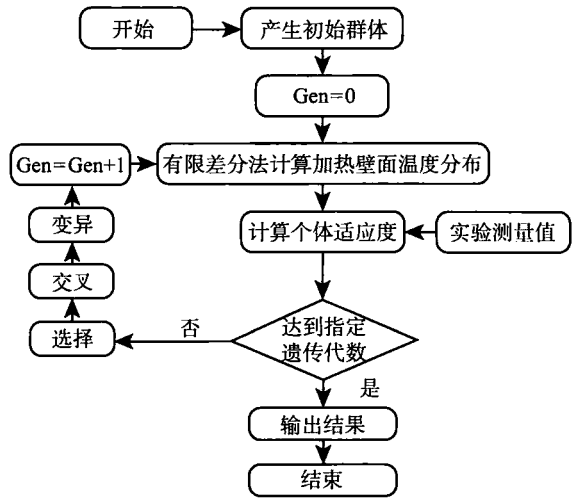 开始
产生初始群体
Gen=0
Gen=Gen+1
有限差分法计算加热壁面温度分布
变异
计算个体适应度
实验测量值
交叉
选择
否
达到指定
遗传代数
是
输出结果
结束